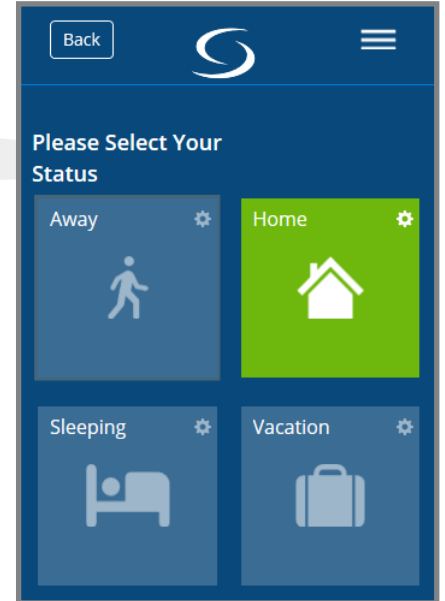 Back
Please Select Your
Status
Away
Home
Sleeping
Vacation